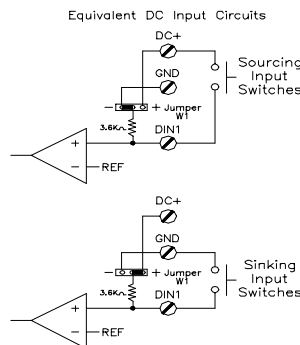 Equivalent DC Input Circuits
DC+
GND
Sourcing
Input
Switches
− + Jumper
W1
3.6K
DIN1
+
− REF
DC+
GND
Sinking
Input
Switches
− + Jumper
W1
3.6K
DIN1
+
− REF